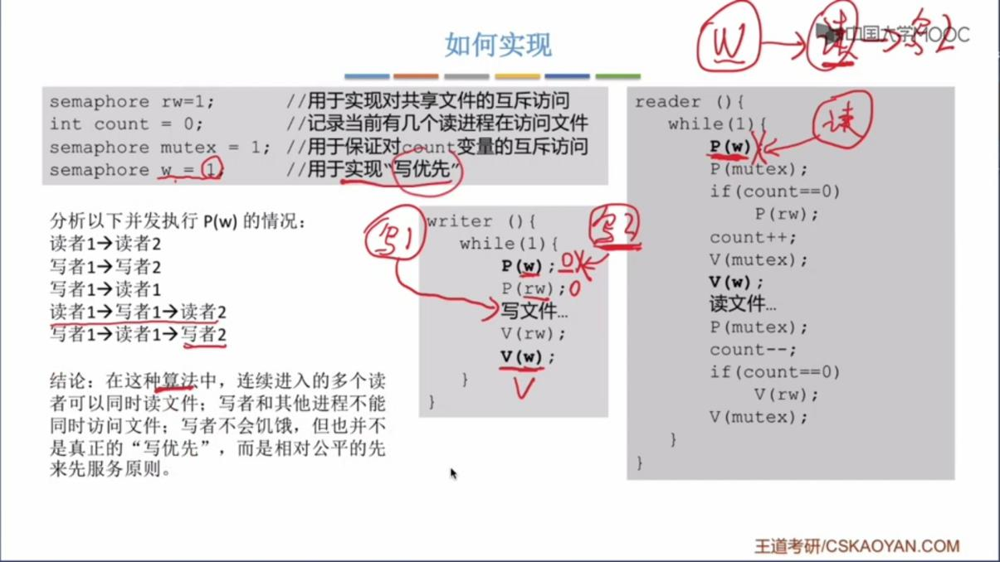 如何实现
中国大学MOOC
W 读 写2
semaphore rw=1; //用于实现对共享文件的互斥访问
int count = 0; //记录当前有几个读进程在访问文件
semaphore mutex = 1; //用于保证对count变量的互斥访问
semaphore w = 1; //用于实现“写优先”
分析以下并发执行 P(w) 的情况：
读者1→读者2
写者1→写者2
写者1→读者1
读者1→写者1→读者2
写者1→读者1→写者2
结论：在这种算法中，连续进入的多个读
者可以同时读文件；写者和其他进程不能
同时访问文件；写者不会饥饿，但也并不
是真正的“写优先”，而是相对公平的先
来先服务原则。
写1
写2
writer (){
while(1){
P(w); 0
P(rw); 0
写文件…
V(rw);
V(w);
V
}
}
读
reader (){
while(1){
P(w);
P(mutex);
if(count==0)
P(rw);
count++;
V(mutex);
V(w);
读文件…
P(mutex);
count--;
if(count==0)
V(rw);
V(mutex);
}
}
王道考研/CSKAOYAN.COM